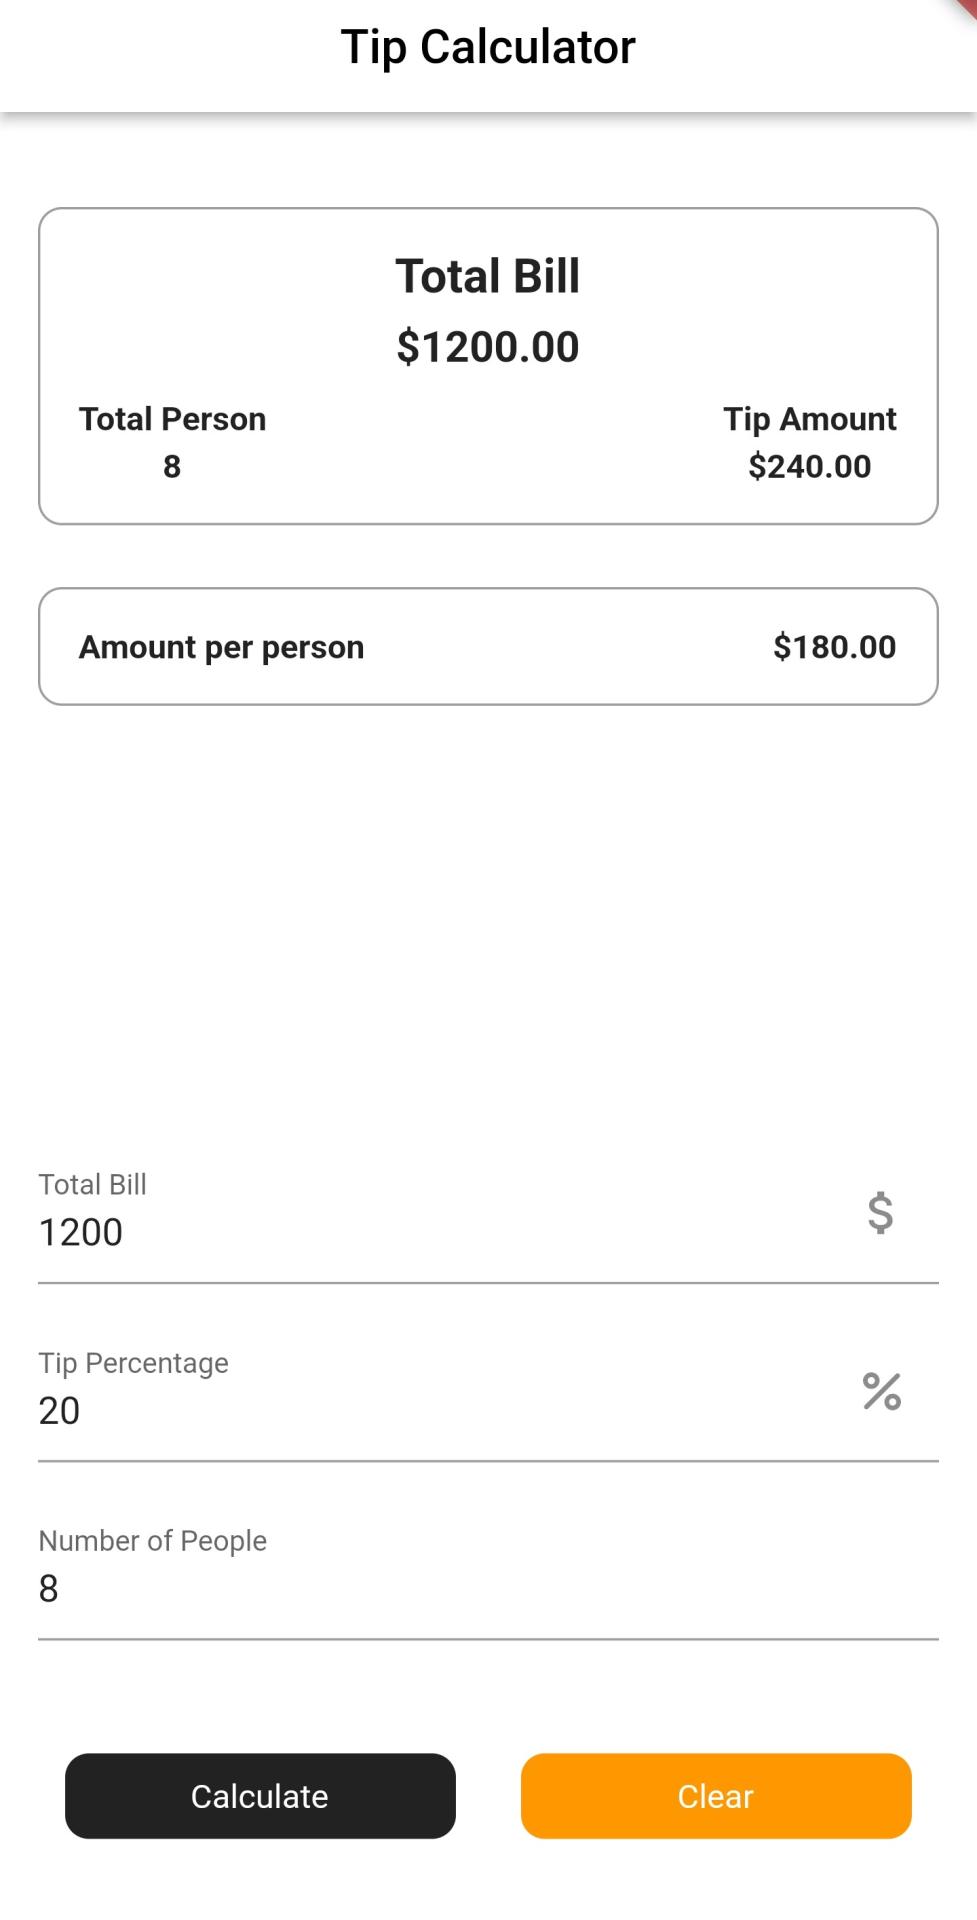 Tip Calculator
Total Bill
$1200.00
Total Person
8
Tip Amount
$240.00
Amount per person
$180.00
Total Bill
1200
$
Tip Percentage
20
%
Number of People
8
Calculate
Clear